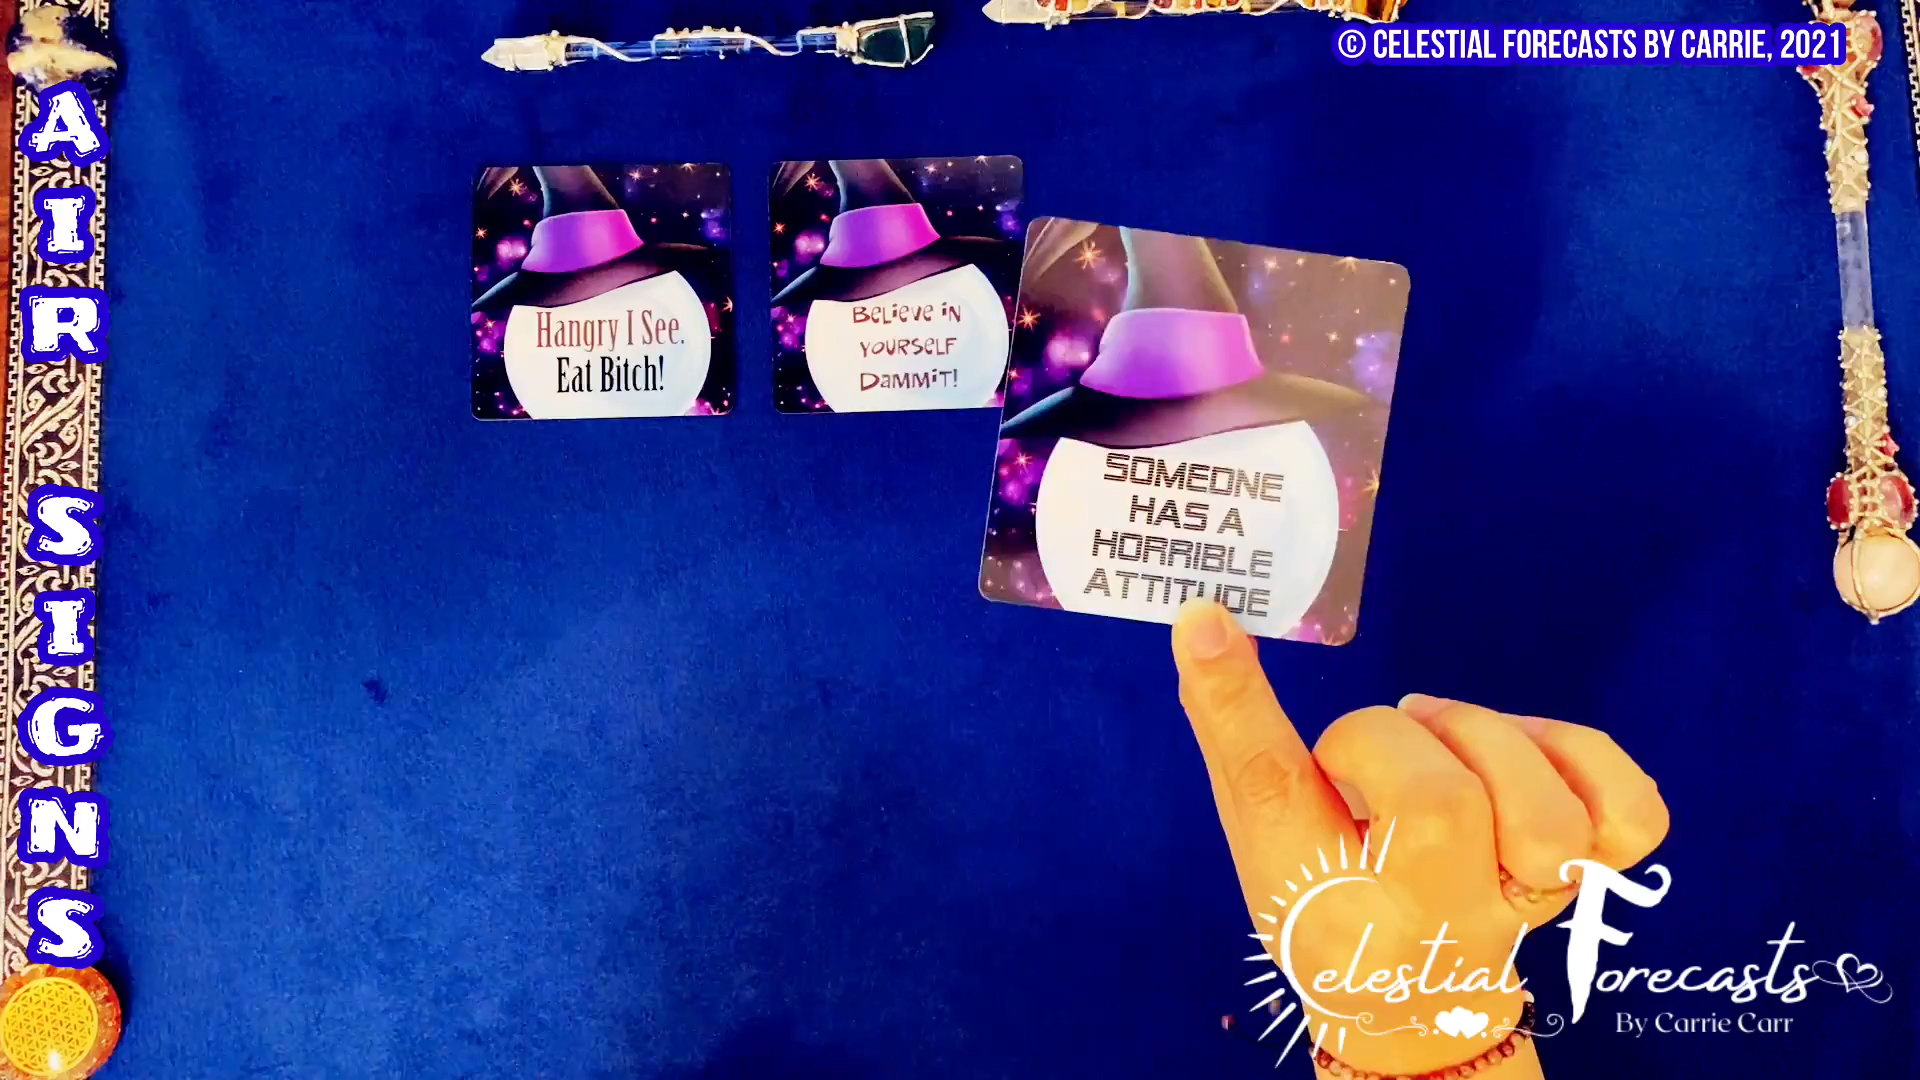 © CELESTIAL FORECASTS BY CARRIE, 2021
AIR SIGNS
Hangry I See.
Eat Bitch!
Believe in
yourself
Dammit!
SOMEONE
HAS A
HORRIBLE
ATTITUDE
Celestial Forecasts
By Carrie Carr